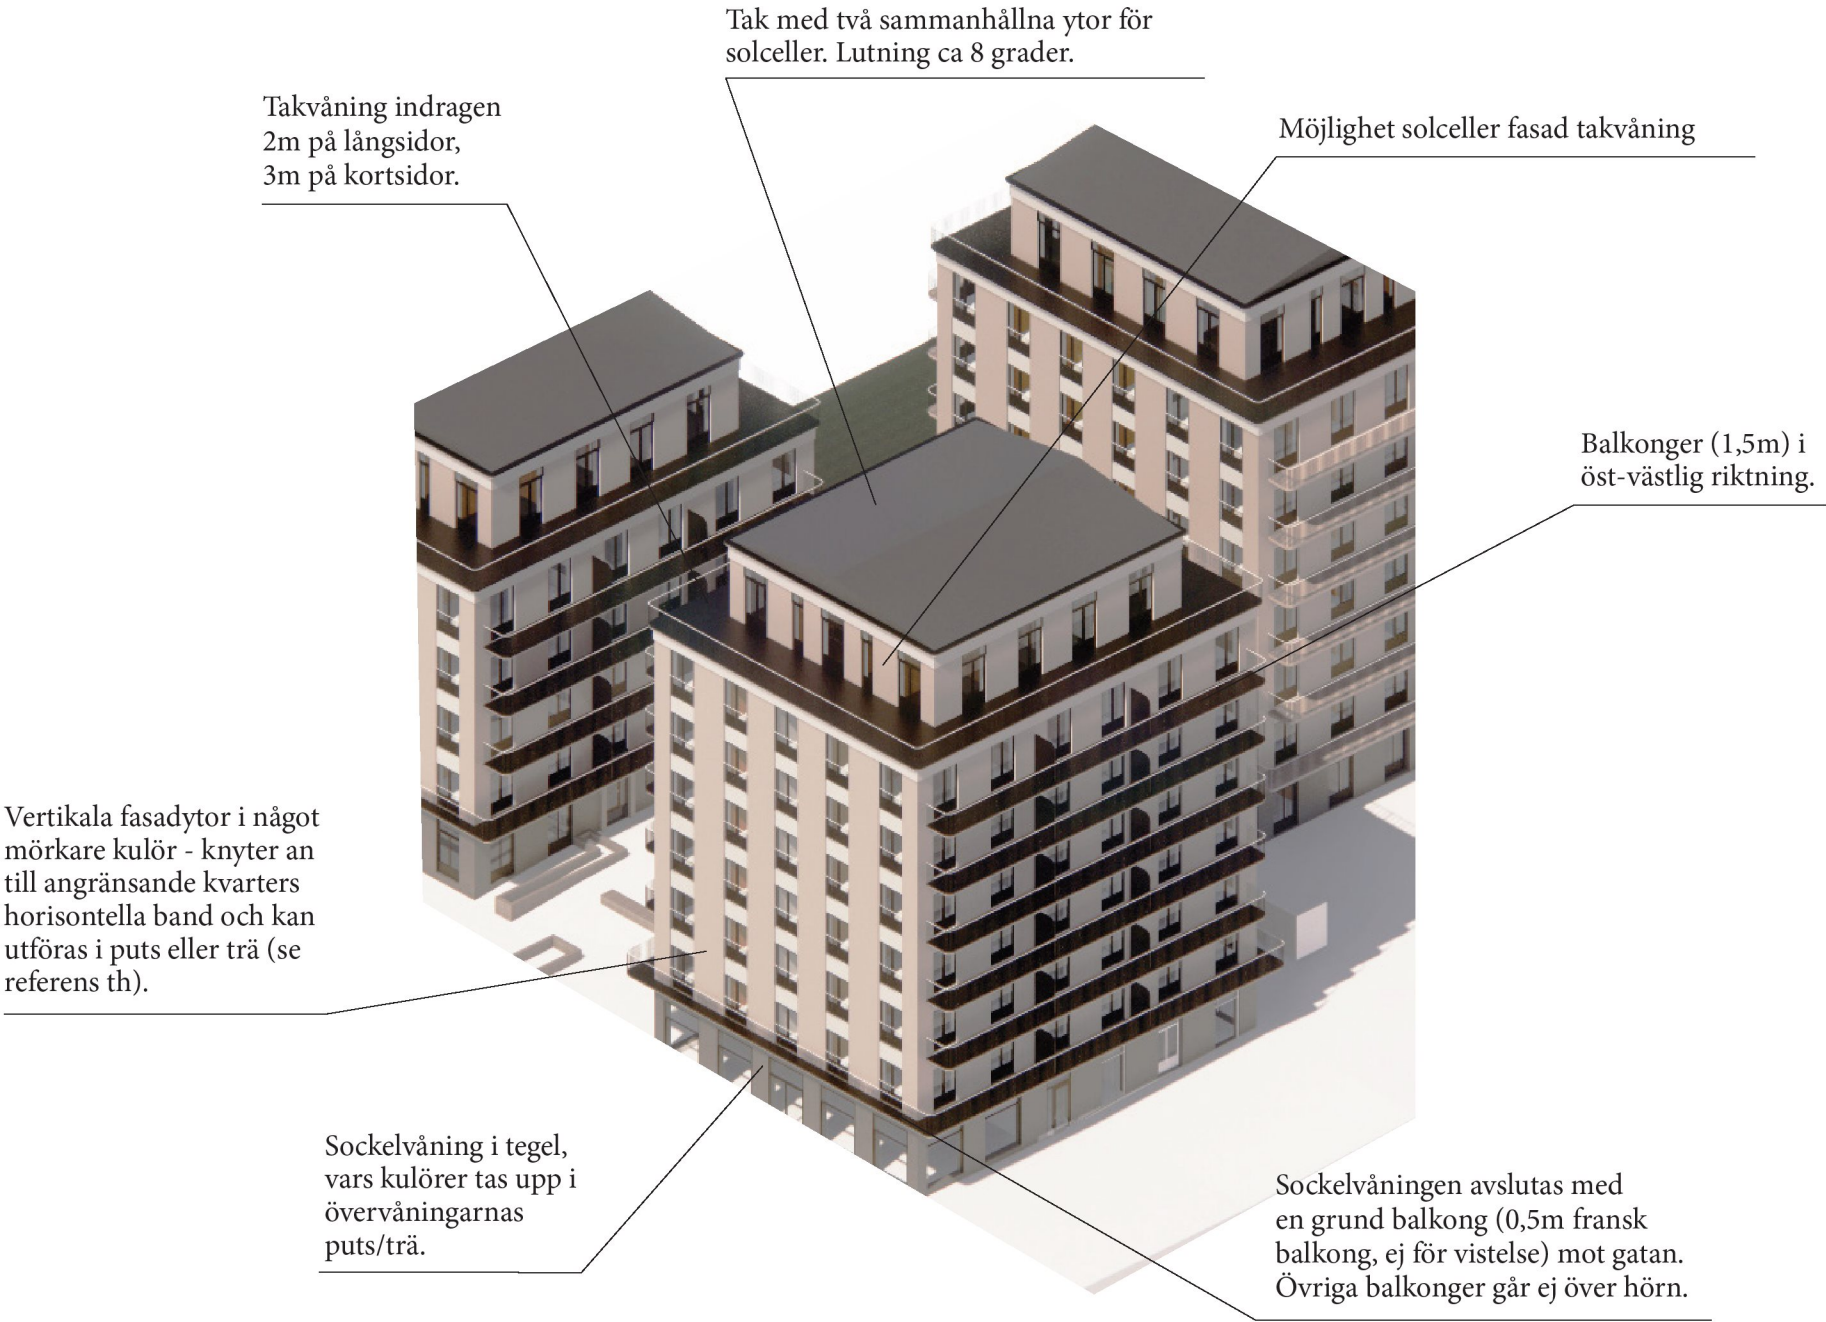 Tak med två sammanhållna ytor för
solceller. Lutning ca 8 grader.
Takvåning indragen
2m på långsidor,
3m på kortsidor.
Möjlighet solceller fasad takvåning
Balkonger (1,5m) i
öst-västlig riktning.
Vertikala fasadytor i något
mörkare kulör - knyter an
till angränsande kvarters
horisontella band och kan
utföras i puts eller trä (se
referens th).
Sockelvåning i tegel,
vars kulörer tas upp i
övervåningarnas
puts/trä.
Sockelvåningen avslutas med
en grund balkong (0,5m fransk
balkong, ej för vistelse) mot gatan.
Övriga balkonger går ej över hörn.